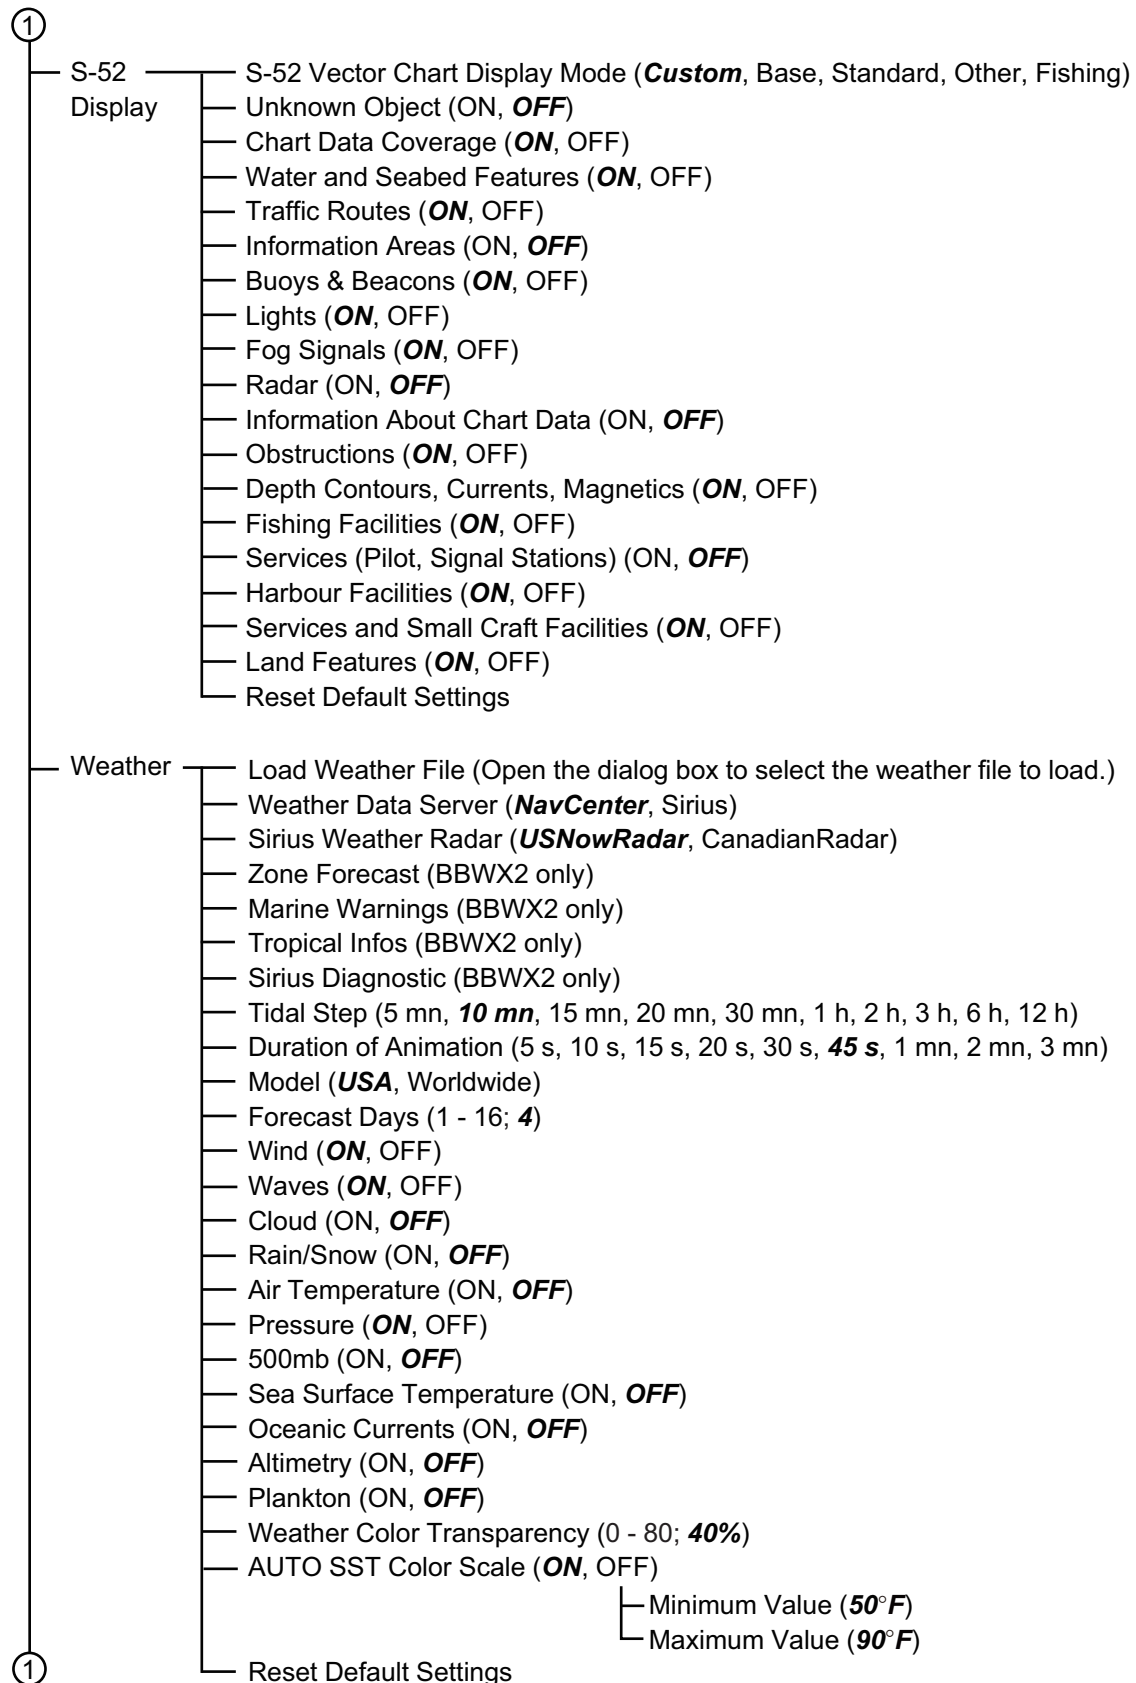 1
S-52 Display
S-52 Vector Chart Display Mode (Custom, Base, Standard, Other, Fishing)
Unknown Object (ON, OFF)
Chart Data Coverage (ON, OFF)
Water and Seabed Features (ON, OFF)
Traffic Routes (ON, OFF)
Information Areas (ON, OFF)
Buoys & Beacons (ON, OFF)
Lights (ON, OFF)
Fog Signals (ON, OFF)
Radar (ON, OFF)
Information About Chart Data (ON, OFF)
Obstructions (ON, OFF)
Depth Contours, Currents, Magnetics (ON, OFF)
Fishing Facilities (ON, OFF)
Services (Pilot, Signal Stations) (ON, OFF)
Harbour Facilities (ON, OFF)
Services and Small Craft Facilities (ON, OFF)
Land Features (ON, OFF)
Reset Default Settings
Weather
Load Weather File (Open the dialog box to select the weather file to load.)
Weather Data Server (NavCenter, Sirius)
Sirius Weather Radar (USNowRadar, CanadianRadar)
Zone Forecast (BBWX2 only)
Marine Warnings (BBWX2 only)
Tropical Infos (BBWX2 only)
Sirius Diagnostic (BBWX2 only)
Tidal Step (5 mn, 10 mn, 15 mn, 20 mn, 30 mn, 1 h, 2 h, 3 h, 6 h, 12 h)
Duration of Animation (5 s, 10 s, 15 s, 20 s, 30 s, 45 s, 1 mn, 2 mn, 3 mn)
Model (USA, Worldwide)
Forecast Days (1 - 16; 4)
Wind (ON, OFF)
Waves (ON, OFF)
Cloud (ON, OFF)
Rain/Snow (ON, OFF)
Air Temperature (ON, OFF)
Pressure (ON, OFF)
500mb (ON, OFF)
Sea Surface Temperature (ON, OFF)
Oceanic Currents (ON, OFF)
Altimetry (ON, OFF)
Plankton (ON, OFF)
Weather Color Transparency (0 - 80; 40%)
AUTO SST Color Scale (ON, OFF)
Minimum Value (50°F)
Maximum Value (90°F)
Reset Default Settings
1